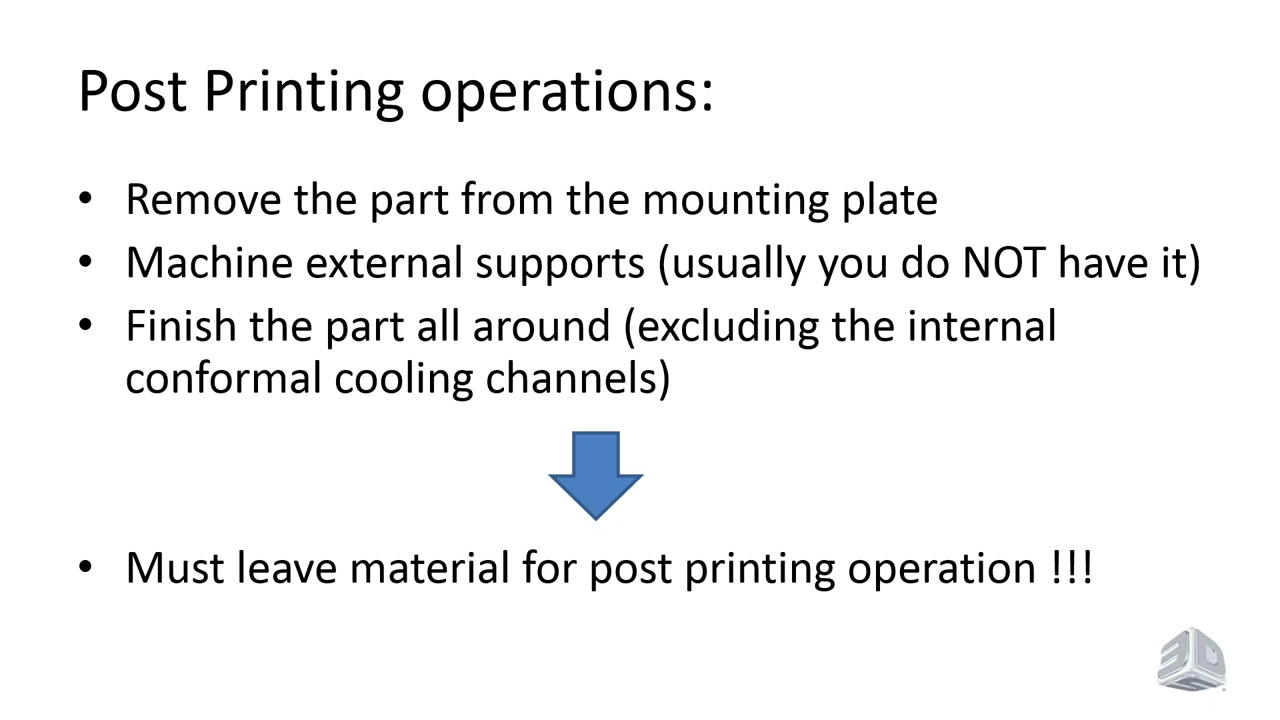 Post Printing operations:
• Remove the part from the mounting plate
• Machine external supports (usually you do NOT have it)
• Finish the part all around (excluding the internal
conformal cooling channels)
• Must leave material for post printing operation !!!
3DS